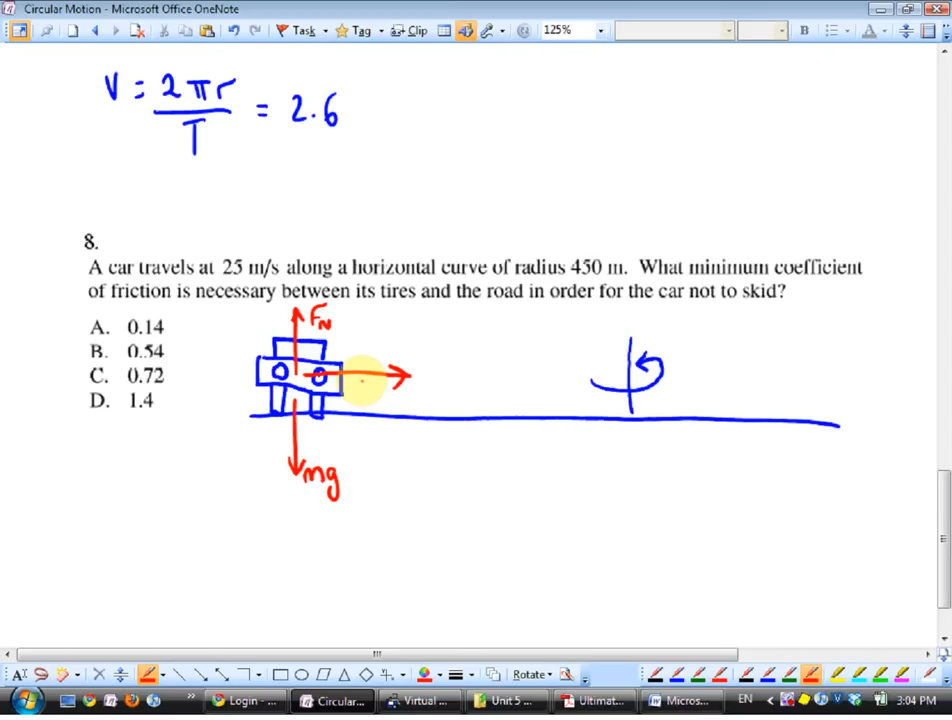 Circular Motion - Microsoft Office OneNote
Task
Tag
Clip
125%
B
V = 2πr / T = 2.6
8.
A car travels at 25 m/s along a horizontal curve of radius 450 m. What minimum coefficient
of friction is necessary between its tires and the road in order for the car not to skid?
A. 0.14
B. 0.54
C. 0.72
D. 1.4
FN
mg
Rotate
Login - ...
Circular...
Virtual ...
Unit 5 ...
Ultimat...
Micros...
EN
3:04 PM